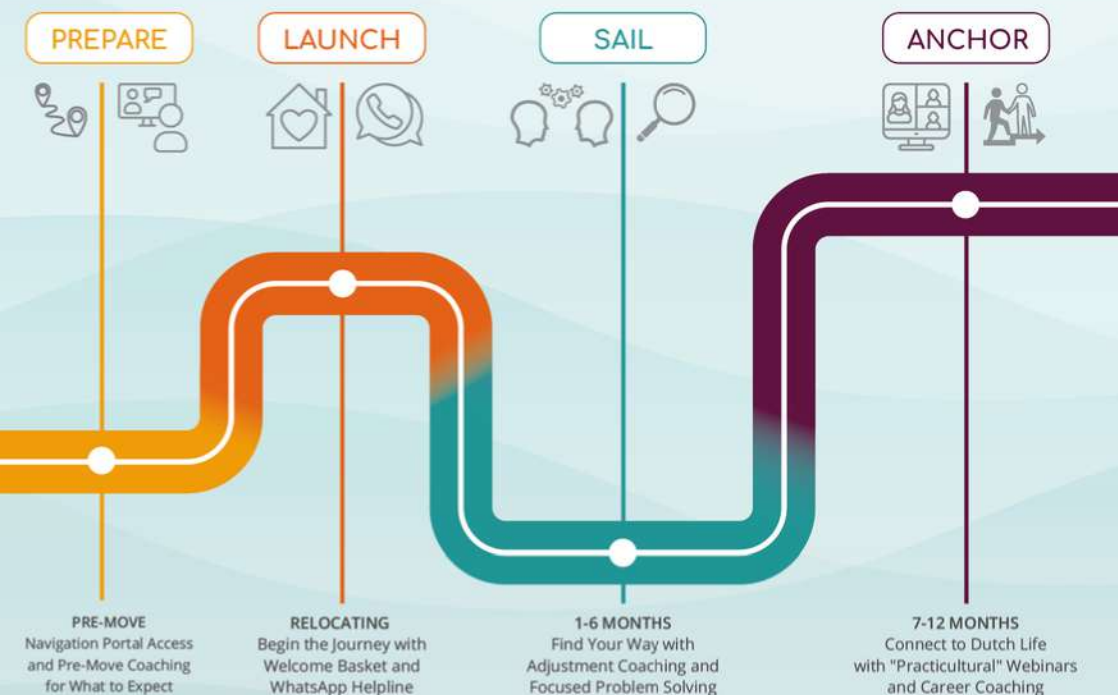 PREPARE
LAUNCH
SAIL
ANCHOR
PRE-MOVE
Navigation Portal Access
and Pre-Move Coaching
for What to Expect
RELOCATING
Begin the Journey with
Welcome Basket and
WhatsApp Helpline
1-6 MONTHS
Find Your Way with
Adjustment Coaching and
Focused Problem Solving
7-12 MONTHS
Connect to Dutch Life
with "Practicultural" Webinars
and Career Coaching